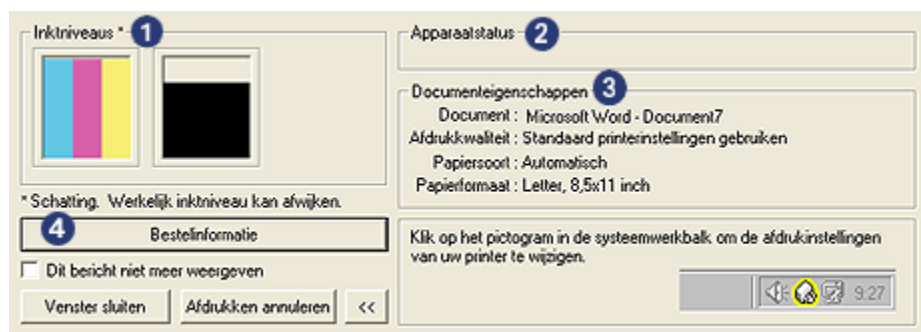 Inktniveaus * 1
* Schatting. Werkelijk inktniveau kan afwijken.
4 Bestelinformatie
Dit bericht niet meer weergeven
Venster sluiten Afdrukken annuleren <<
Apparaatstatus 2
Documenteigenschappen 3
Document : Microsoft Word - Document7
Afdrukkwaliteit : Standaard printerinstellingen gebruiken
Papiersoort : Automatisch
Papierformaat : Letter, 8,5x11 inch
Klik op het pictogram in de systeemwerkbalk om de afdrukinstellingen
van uw printer te wijzigen.
9:27